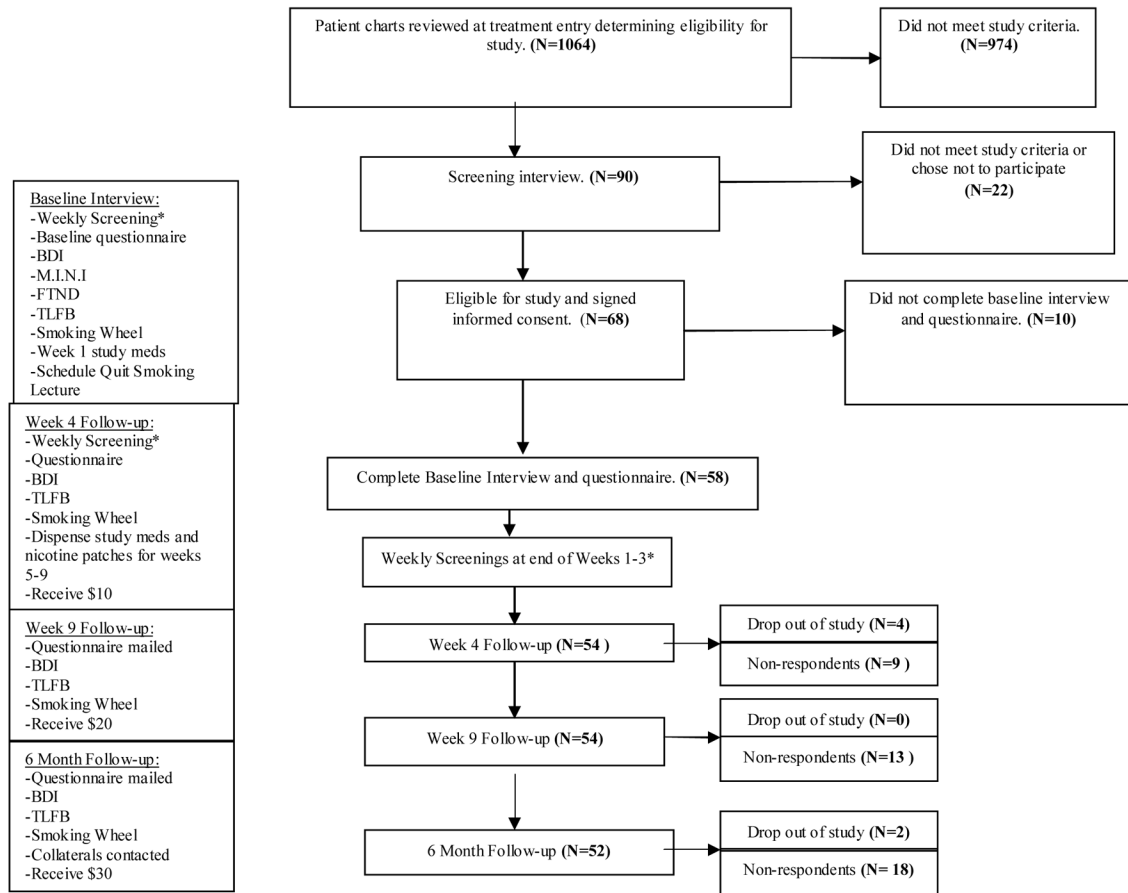 Patient charts reviewed at treatment entry determining eligibility for
study. (N=1064)
Did not meet study criteria.
(N=974)
Screening interview. (N=90)
Did not meet study criteria or
chose not to participate
(N=22)
Eligible for study and signed
informed consent. (N=68)
Did not complete baseline interview
and questionnaire. (N=10)
Complete Baseline Interview and questionnaire. (N=58)
Weekly Screenings at end of Weeks 1-3*
Week 4 Follow-up (N=54 )
Drop out of study (N=4)
Non-respondents (N=9 )
Week 9 Follow-up (N=54)
Drop out of study (N=0)
Non-respondents (N=13 )
6 Month Follow-up (N=52)
Drop out of study (N=2)
Non-respondents (N= 18)
Baseline Interview:
-Weekly Screening*
-Baseline questionnaire
-BDI
-M.I.N.I
-FTND
-TLFB
-Smoking Wheel
-Week 1 study meds
-Schedule Quit Smoking
Lecture
Week 4 Follow-up:
-Weekly Screening*
-Questionnaire
-BDI
-TLFB
-Smoking Wheel
-Dispense study meds and
nicotine patches for weeks
5-9
-Receive $10
Week 9 Follow-up:
-Questionnaire mailed
-BDI
-TLFB
-Smoking Wheel
-Receive $20
6 Month Follow-up:
-Questionnaire mailed
-BDI
-TLFB
-Smoking Wheel
-Collaterals contacted
-Receive $30